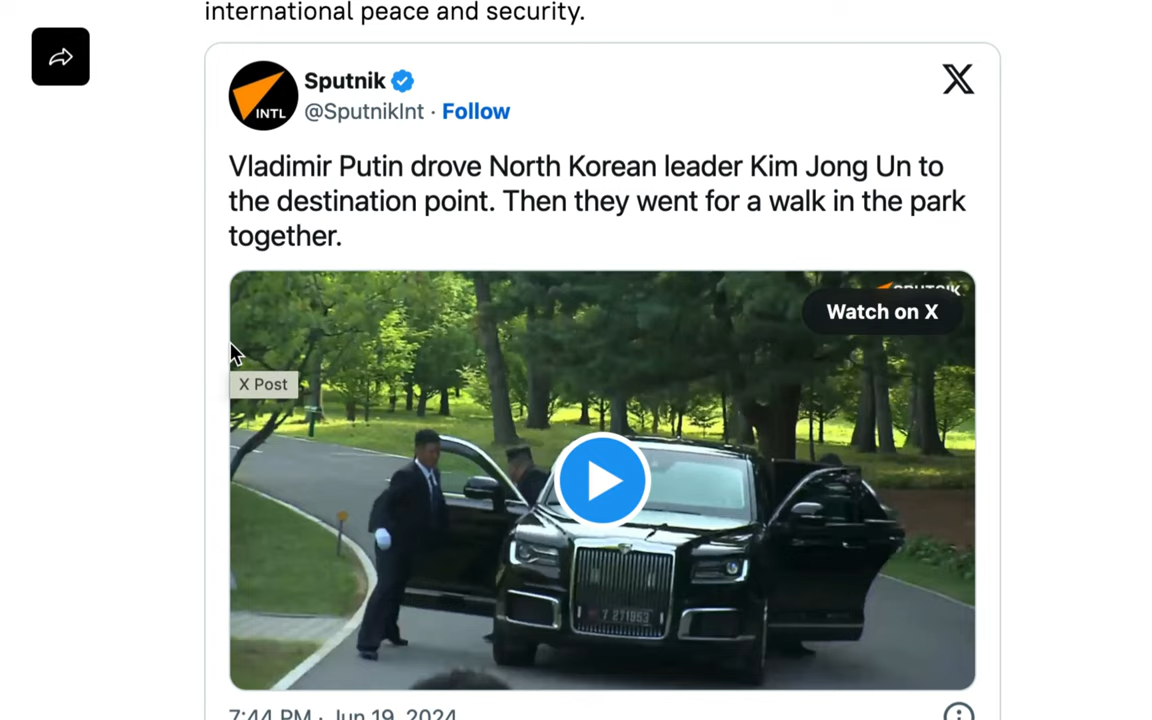 international peace and security.
Sputnik
INTL
@SputnikInt · Follow
X
Vladimir Putin drove North Korean leader Kim Jong Un to
the destination point. Then they went for a walk in the park
together.
SPUTNIK
Watch on X
X Post
7:44 PM · Jun 19, 2024